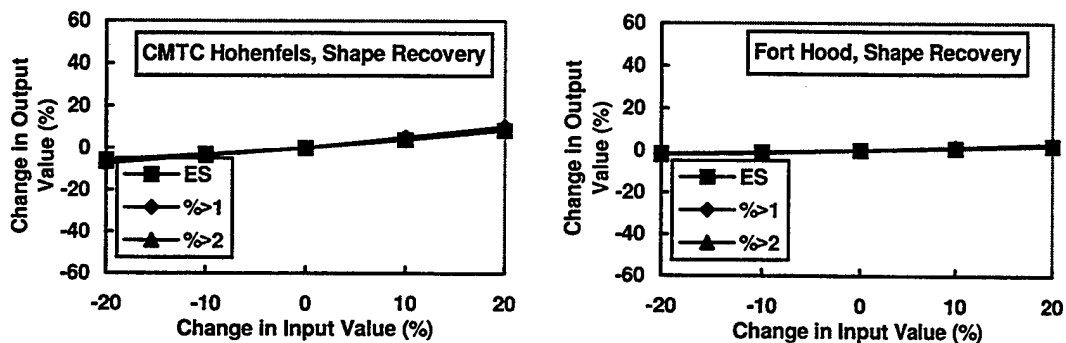 60
40
20
0
-20
-40
-60
Change in Output
Value (%)
CMTC Hohenfels, Shape Recovery
ES
%>1
%>2
-20
-10
0
10
20
Change in Input Value (%)
60
40
20
0
-20
-40
-60
Change in Output
Value (%)
Fort Hood, Shape Recovery
ES
%>1
%>2
-20
-10
0
10
20
Change in Input Value (%)